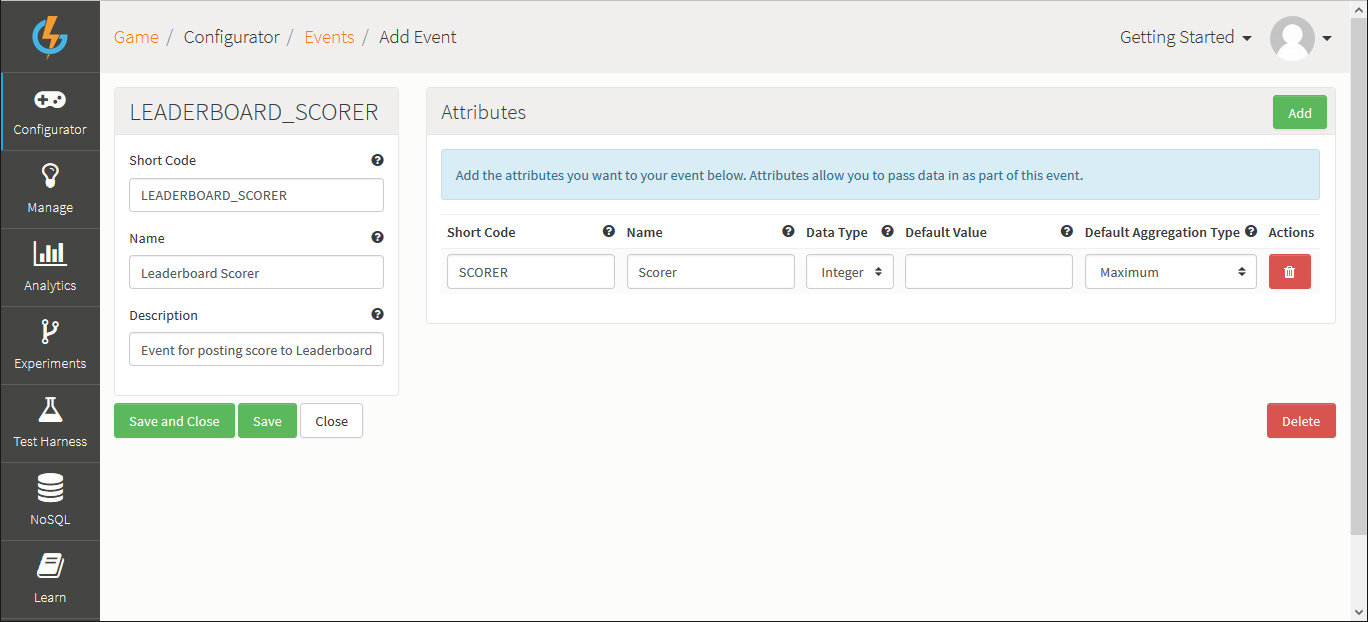 Game / Configurator / Events / Add Event
Getting Started
Configurator
Manage
Analytics
Experiments
Test Harness
NoSQL
Learn
LEADERBOARD_SCORER
Short Code
LEADERBOARD_SCORER
Name
Leaderboard Scorer
Description
Event for posting score to Leaderboard
Save and Close Save Close
Attributes
Add
Add the attributes you want to your event below. Attributes allow you to pass data in as part of this event.
Short Code Name Data Type Default Value Default Aggregation Type Actions
SCORER Scorer Integer Maximum
Delete